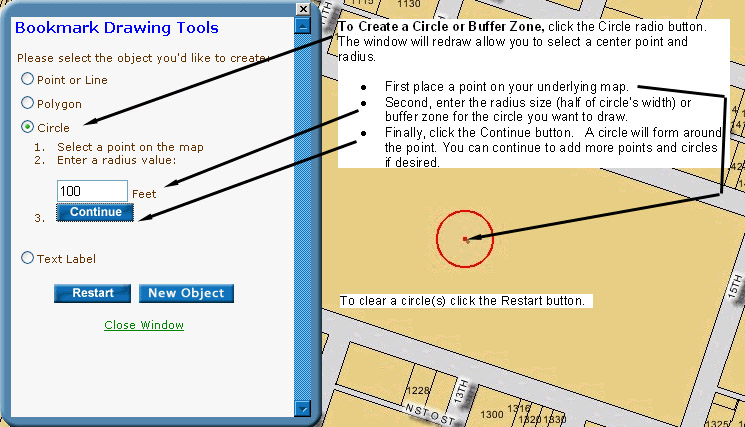 Bookmark Drawing Tools
Please select the object you'd like to create:
Point or Line
Polygon
Circle
1. Select a point on the map
2. Enter a radius value:
100 Feet
3. Continue
Text Label
Restart New Object
Close Window
To Create a Circle or Buffer Zone, click the Circle radio button.
The window will redraw allow you to select a center point and
radius.
• First place a point on your underlying map.
• Second, enter the radius size (half of circle's width) or
buffer zone for the circle you want to draw.
• Finally, click the Continue button. A circle will form around
the point. You can continue to add more points and circles
if desired.
To clear a circle(s) click the Restart button.
1115
15TH
13TH
1228
N ST OST
1300
1316
1320
1330
1325